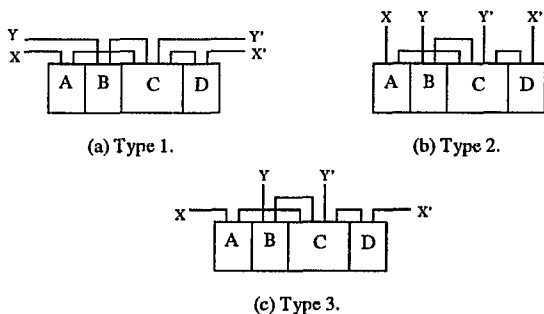 Y Y'
X X'
A B C D
(a) Type 1.
X Y Y' X'
A B C D
(b) Type 2.
Y Y'
X X'
A B C D
(c) Type 3.